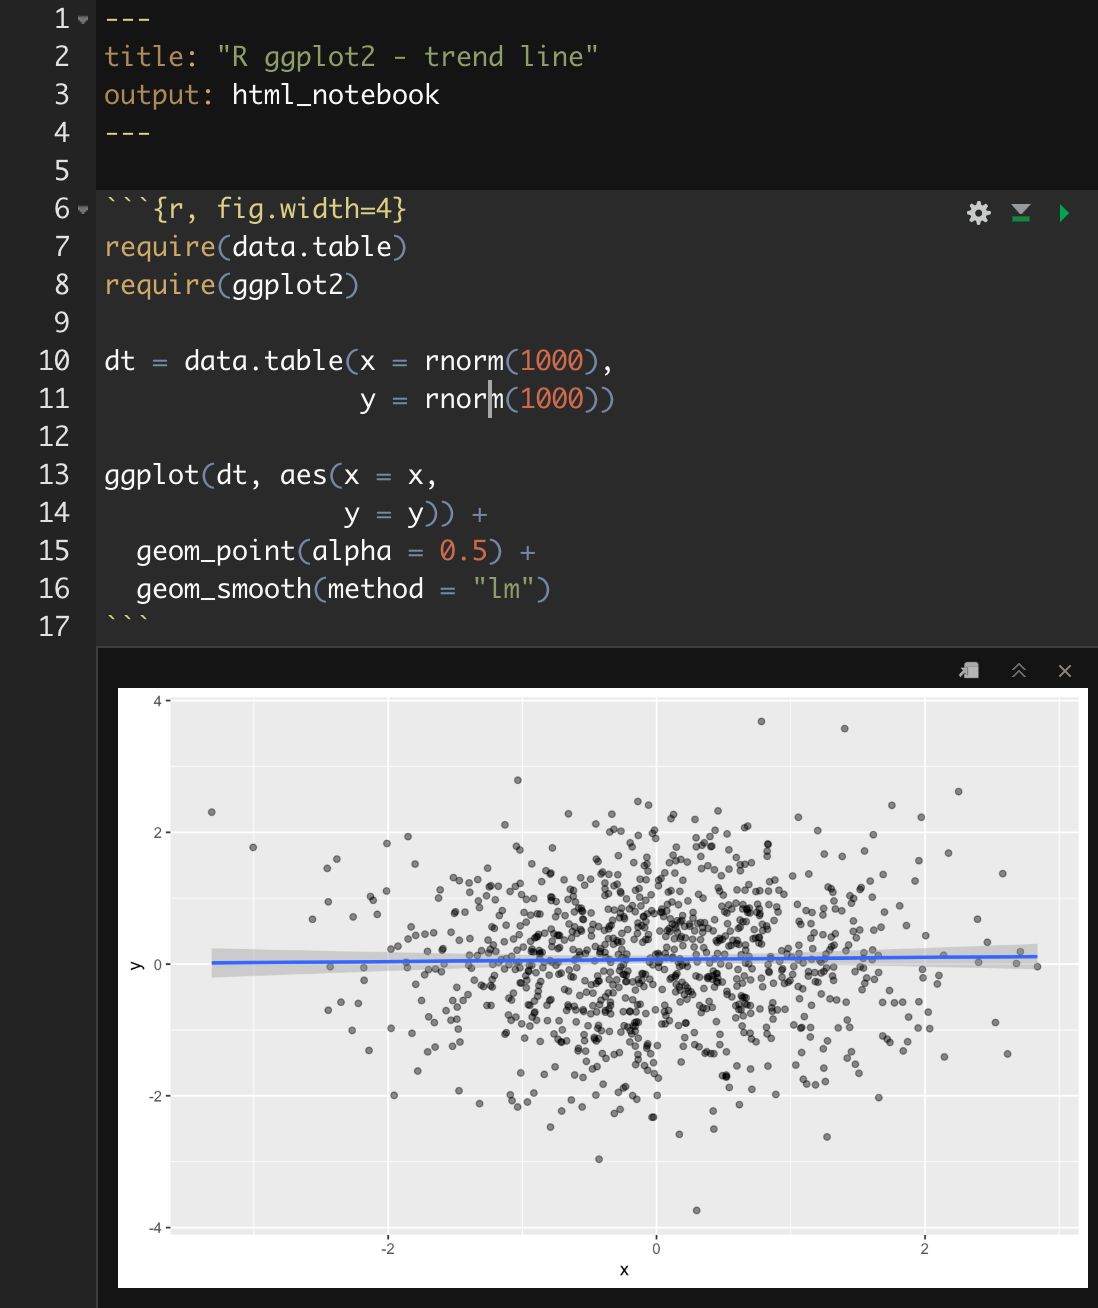 1 ---
2 title: "R ggplot2 - trend line"
3 output: html_notebook
4 ---
5
6 ```{r, fig.width=4}
7 require(data.table)
8 require(ggplot2)
9
10 dt = data.table(x = rnorm(1000),
11                 y = rnorm(1000))
12
13 ggplot(dt, aes(x = x,
14                y = y)) +
15   geom_point(alpha = 0.5) +
16   geom_smooth(method = "lm")
17 ```
4
2
y
0
-2
-4
-2 0 2
x